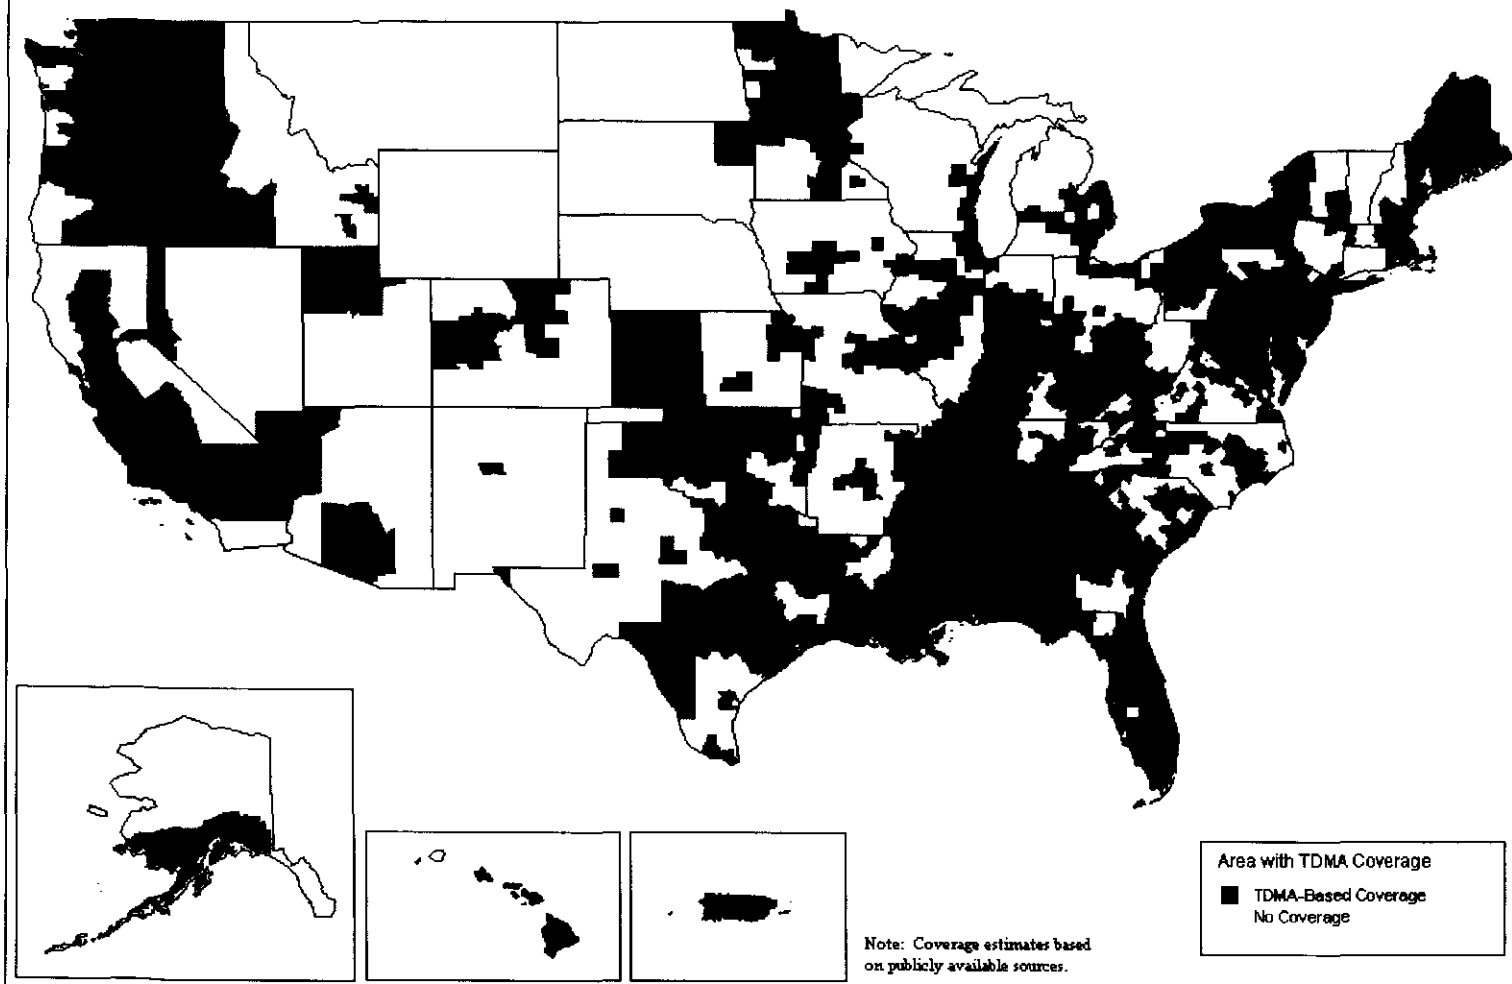 Area with TDMA Coverage
TDMA-Based Coverage
No Coverage
Note: Coverage estimates based
on publicly available sources.